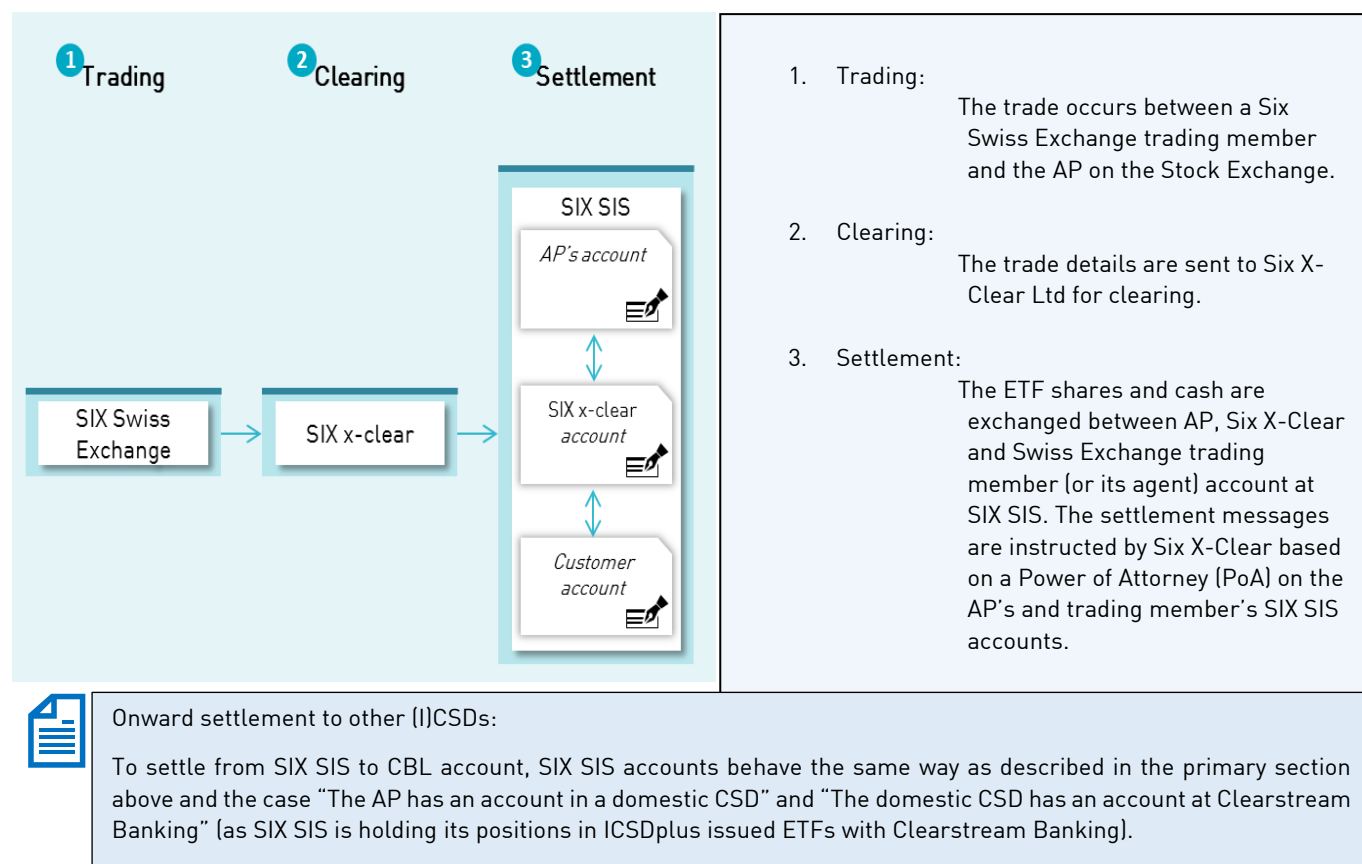 1 Trading
2 Clearing
3 Settlement
SIX Swiss
Exchange
SIX x-clear
SIX SIS
AP's account
SIX x-clear
account
Customer
account
1. Trading:
The trade occurs between a Six
Swiss Exchange trading member
and the AP on the Stock Exchange.
2. Clearing:
The trade details are sent to Six X-
Clear Ltd for clearing.
3. Settlement:
The ETF shares and cash are
exchanged between AP, Six X-Clear
and Swiss Exchange trading
member (or its agent) account at
SIX SIS. The settlement messages
are instructed by Six X-Clear based
on a Power of Attorney (PoA) on the
AP's and trading member's SIX SIS
accounts.
Onward settlement to other (I)CSDs:
To settle from SIX SIS to CBL account, SIX SIS accounts behave the same way as described in the primary section
above and the case “The AP has an account in a domestic CSD” and “The domestic CSD has an account at Clearstream
Banking” (as SIX SIS is holding its positions in ICSDplus issued ETFs with Clearstream Banking).